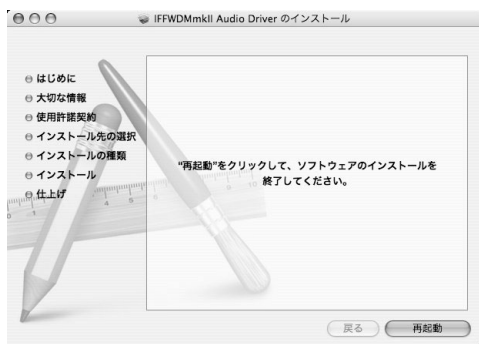 IFFWDMmkII Audio Driver のインストール
はじめに
大切な情報
使用許諾契約
インストール先の選択
インストールの種類
インストール
仕上げ
“再起動”をクリックして、ソフトウェアのインストールを
終了してください。
戻る
再起動